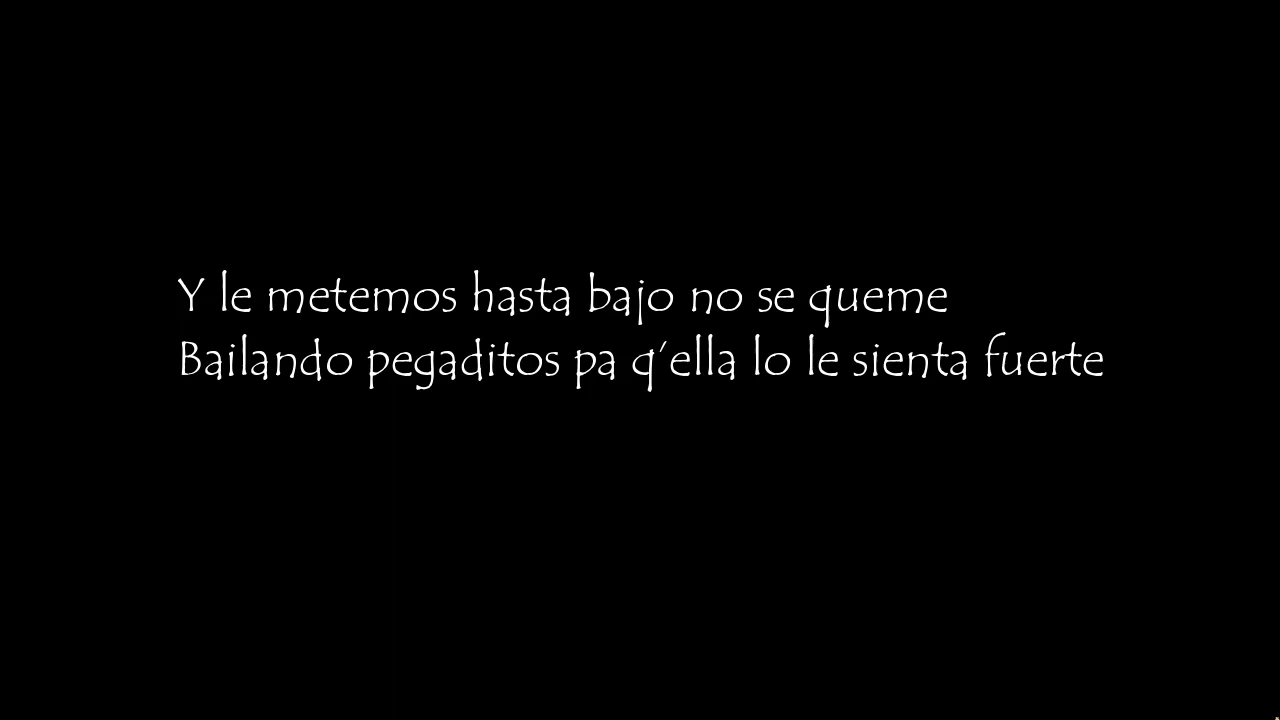 Y le metemos hasta bajo no se queme
Bailando pegaditos pa q'ella lo le sienta fuerte